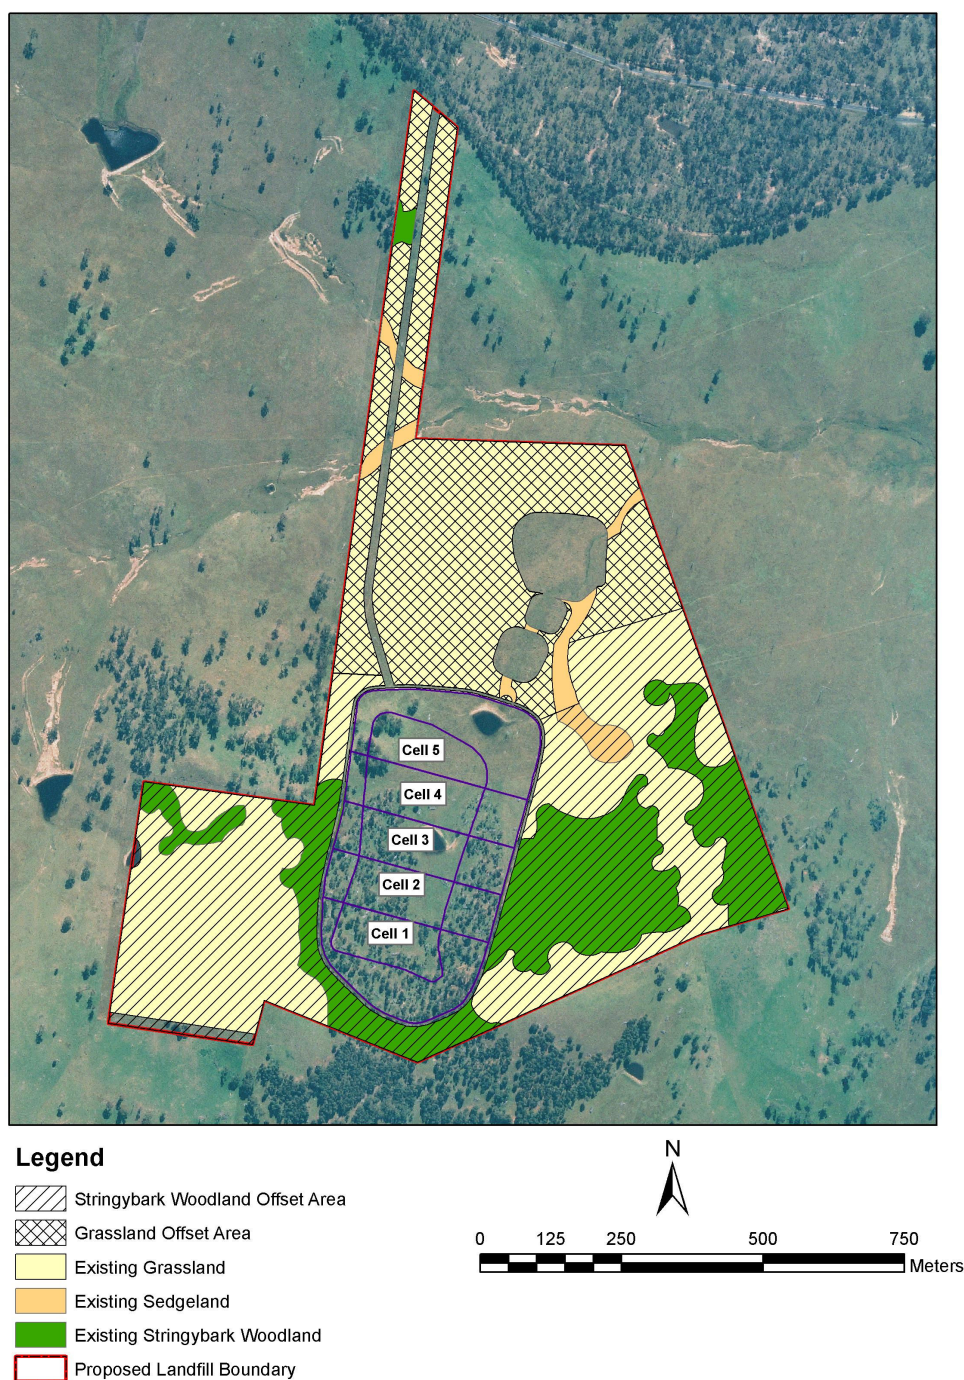 Cell 5
Cell 4
Cell 3
Cell 2
Cell 1
Legend
Stringybark Woodland Offset Area
Grassland Offset Area
Existing Grassland
Existing Sedgeland
Existing Stringybark Woodland
Proposed Landfill Boundary
N
0 125 250 500 750
Meters